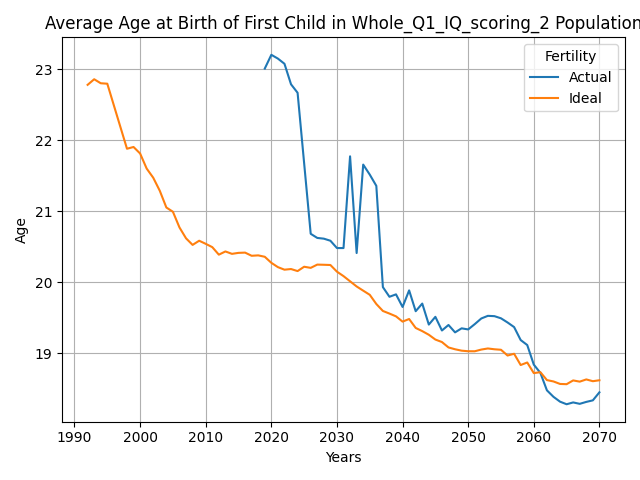 Average Age at Birth of First Child in Whole_Q1_IQ_scoring_2 Population
Fertility
Actual
Ideal
Age
23
22
21
20
19
1990 2000 2010 2020 2030 2040 2050 2060 2070
Years